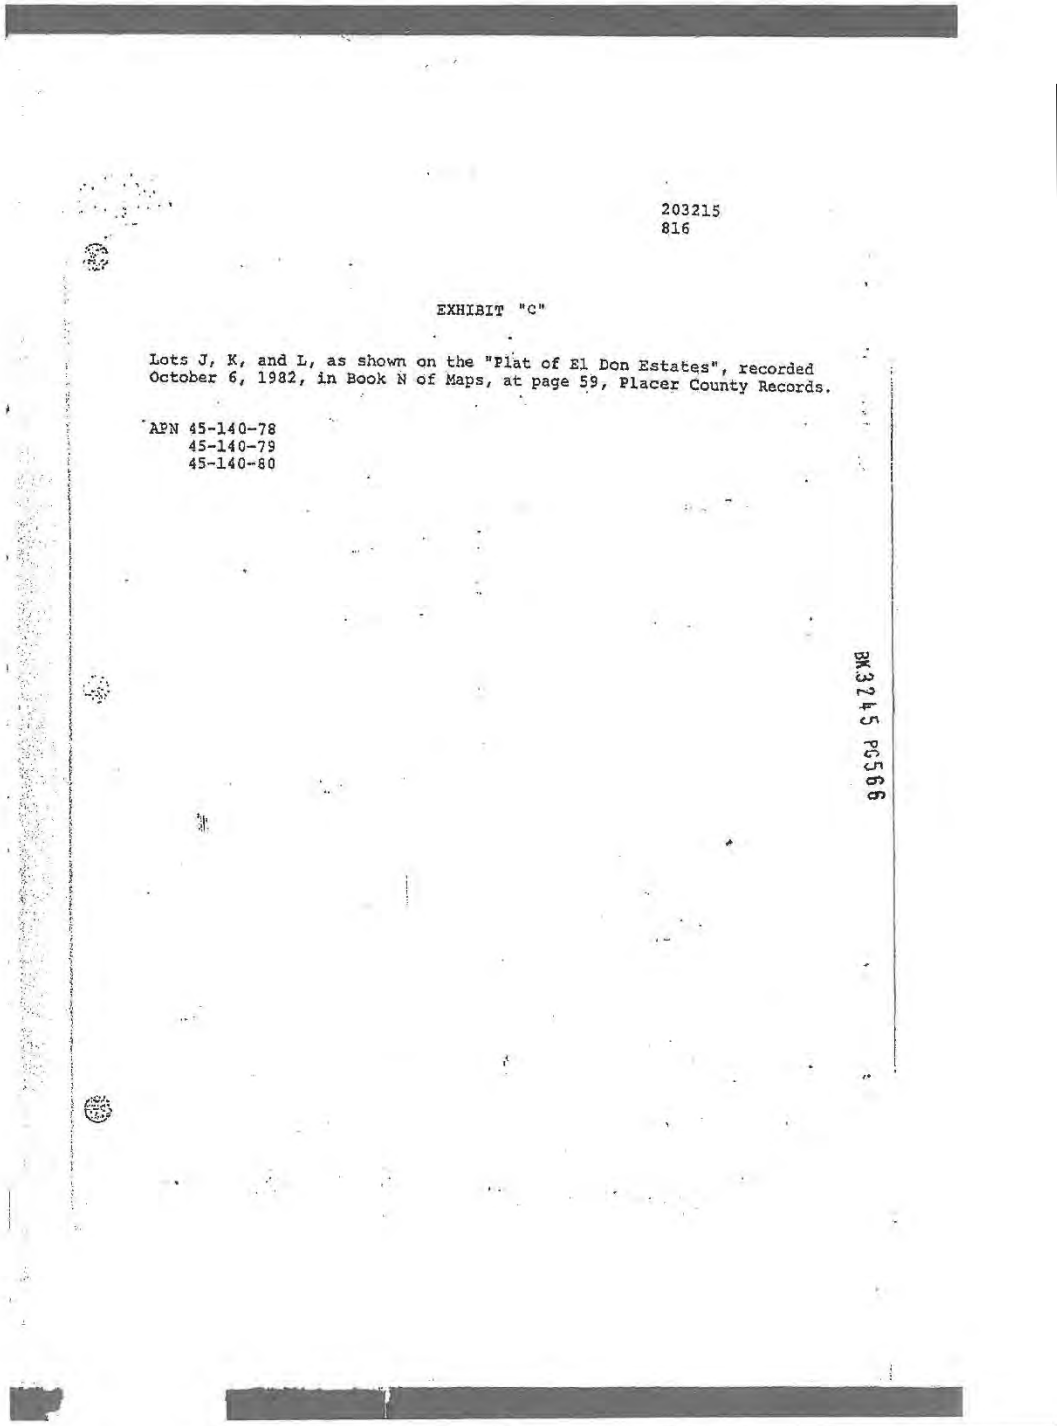 203215
816
EXHIBIT "C"
Lots J, K, and L, as shown on the "Plat of El Don Estates", recorded
October 6, 1982, in Book N of Maps, at page 59, Placer County Records.
APN 45-140-78
45-140-79
45-140-80
BK3245 PG566